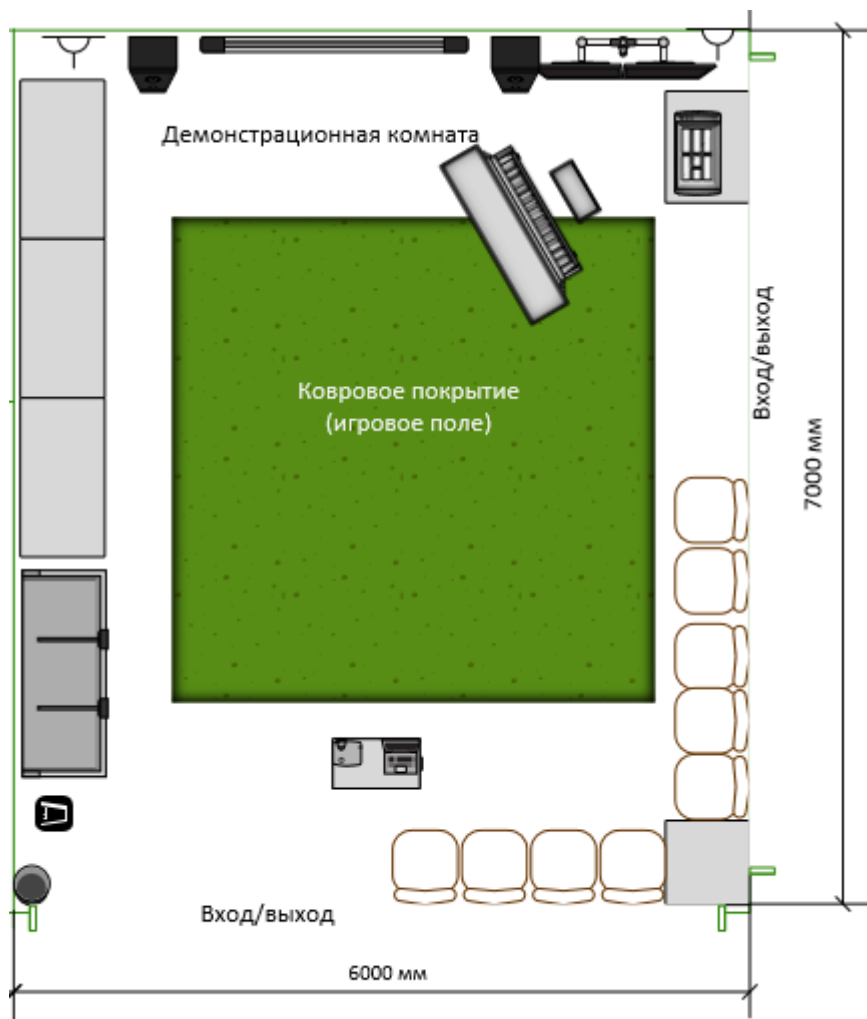 Демонстрационная комната
Ковровое покрытие
(игровое поле)
Вход/выход
7000 мм
Вход/выход
6000 мм